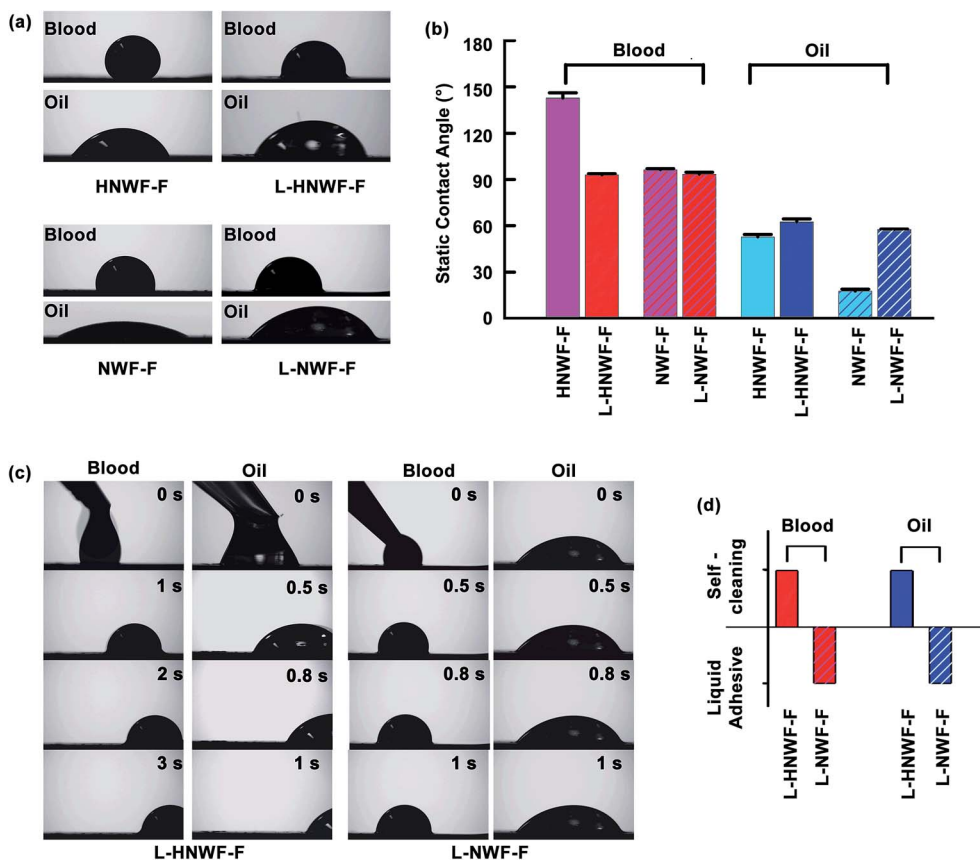 (a)
Blood
Blood
Oil
Oil
HNWF-F
L-HNWF-F
Blood
Blood
Oil
Oil
NWF-F
L-NWF-F
(b)
Static Contact Angle (°)
180
150
120
90
60
30
0
Blood
Oil
HNWF-F
L-HNWF-F
NWF-F
L-NWF-F
HNWF-F
L-HNWF-F
NWF-F
L-NWF-F
(c)
Blood
Oil
Blood
Oil
0 s
0 s
0 s
0 s
1 s
0.5 s
0.5 s
0.5 s
2 s
0.8 s
0.8 s
0.8 s
3 s
1 s
1 s
1 s
L-HNWF-F
L-NWF-F
(d)
Self -
cleaning
Liquid
Adhesive
Blood
Oil
L-HNWF-F
L-NWF-F
L-HNWF-F
L-NWF-F